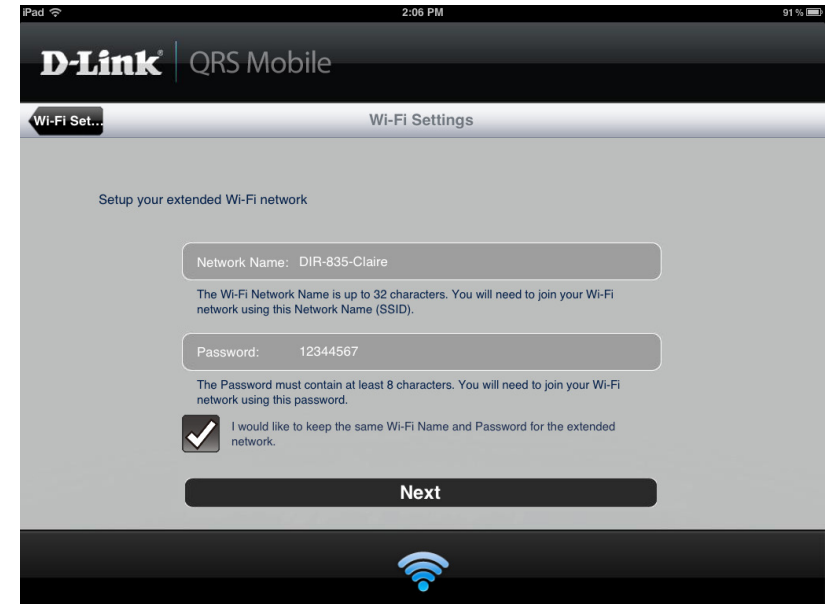 iPad 2:06 PM 91 %
D-Link® QRS Mobile
Wi-Fi Set... Wi-Fi Settings
Setup your extended Wi-Fi network
Network Name: DIR-835-Claire
The Wi-Fi Network Name is up to 32 characters. You will need to join your Wi-Fi
network using this Network Name (SSID).
Password: 12344567
The Password must contain at least 8 characters. You will need to join your Wi-Fi
network using this password.
I would like to keep the same Wi-Fi Name and Password for the extended
network.
Next